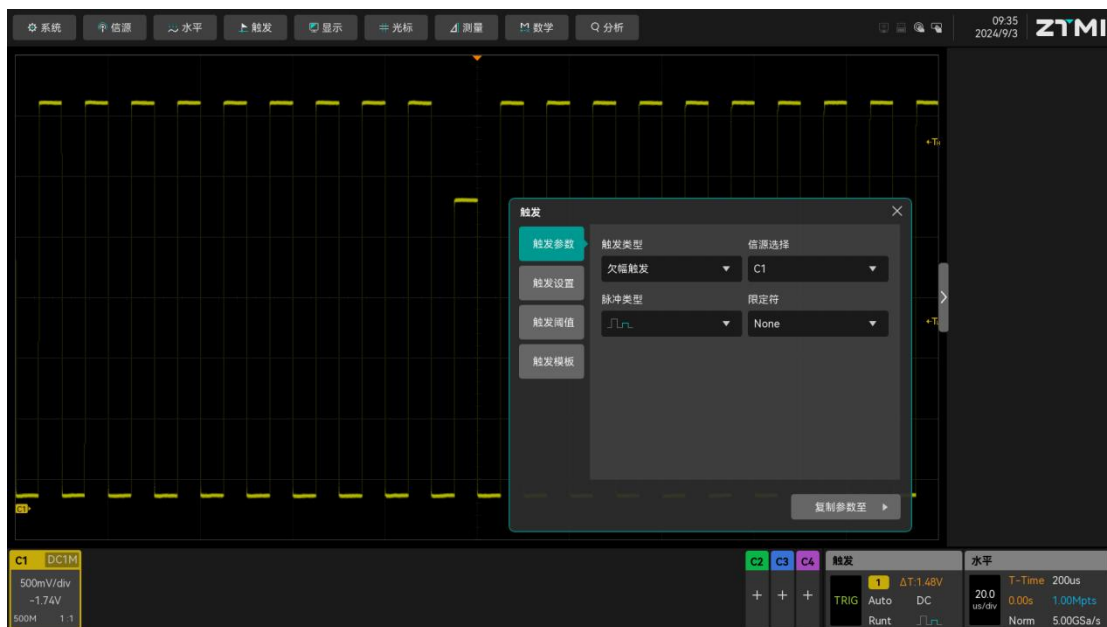 系统 信源 水平 触发 显示 光标 测量 数学 分析
09:35
2024/9/3
ZTMI
T_H
触发
触发参数 触发类型 信源选择
欠幅触发 C1
触发设置
脉冲类型 限定符
触发阈值 None
触发模板
复制参数至
C1
C1 DC1M
500mV/div
-1.74V
500M 1:1
C2 C3 C4
+ + +
触发
1 ΔT:1.48V
TRIG Auto DC
Runt
水平
T-Time 200us
20.0 us/div 0.00s 1.00Mpts
Norm 5.00GSa/s